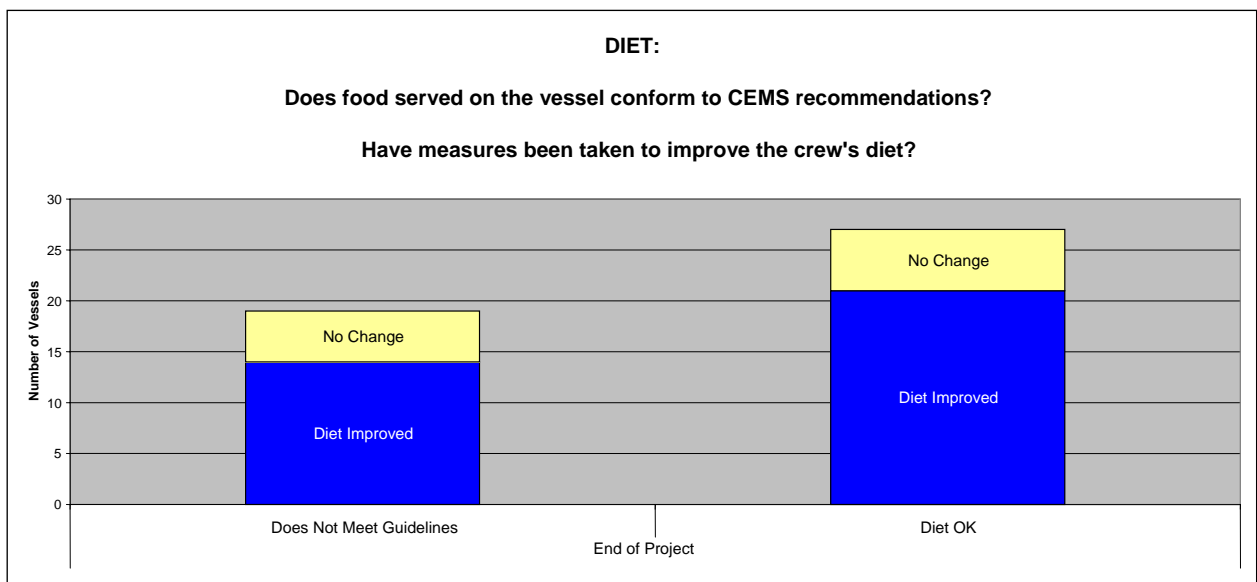 DIET:
Does food served on the vessel conform to CEMS recommendations?
Have measures been taken to improve the crew's diet?
Number of Vessels
30
25
20
15
10
5
0
No Change
Diet Improved
No Change
Diet Improved
Does Not Meet Guidelines
Diet OK
End of Project